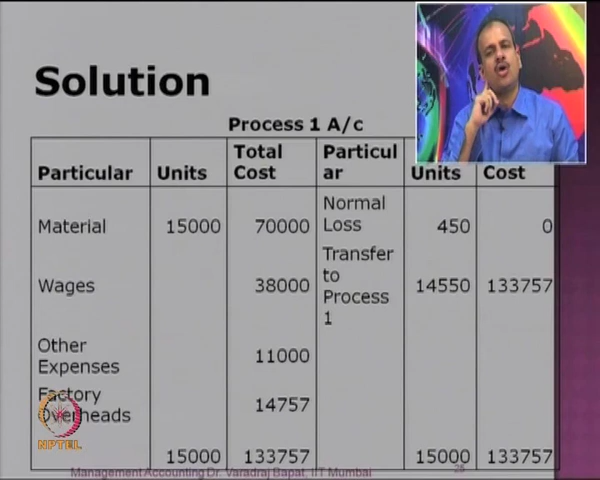 Solution
Process 1 A/c
Particular Units Total Cost Particular Units Cost
Material 15000 70000 Normal Loss 450 0
Wages 38000 Transfer to Process 1 14550 133757
Other Expenses 11000
Factory Overheads 14757
15000 133757 15000 133757
NPTEL
Management Accounting Dr. Varadraj Bapat, IIT Mumbai